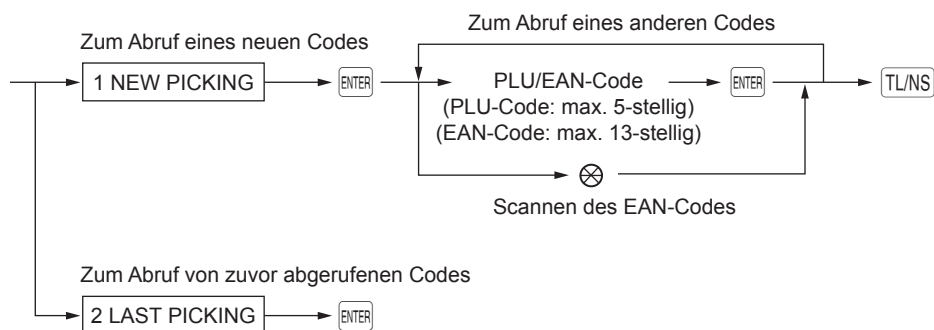 Zum Abruf eines anderen Codes
Zum Abruf eines neuen Codes
1 NEW PICKING
ENTER
PLU/EAN-Code
ENTER
TL/NS
(PLU-Code: max. 5-stellig)
(EAN-Code: max. 13-stellig)
Scannen des EAN-Codes
Zum Abruf von zuvor abgerufenen Codes
2 LAST PICKING
ENTER